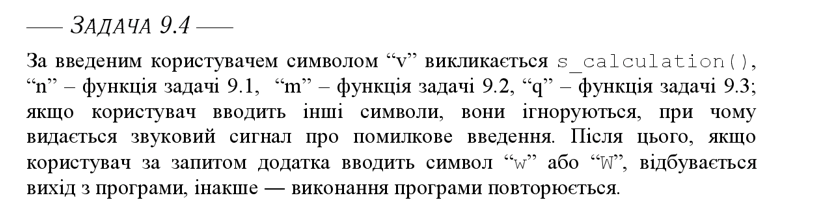 —— ЗАДАЧА 9.4 ——
За введеним користувачем символом “v” викликається s_calculation(),
“n” – функція задачі 9.1, “m” – функція задачі 9.2, “q” – функція задачі 9.3;
якщо користувач вводить інші символи, вони ігноруються, при чому
видається звуковий сигнал про помилкове введення. Після цього, якщо
користувач за запитом додатка вводить символ “w” або “W”, відбувається
вихід з програми, інакше — виконання програми повторюється.